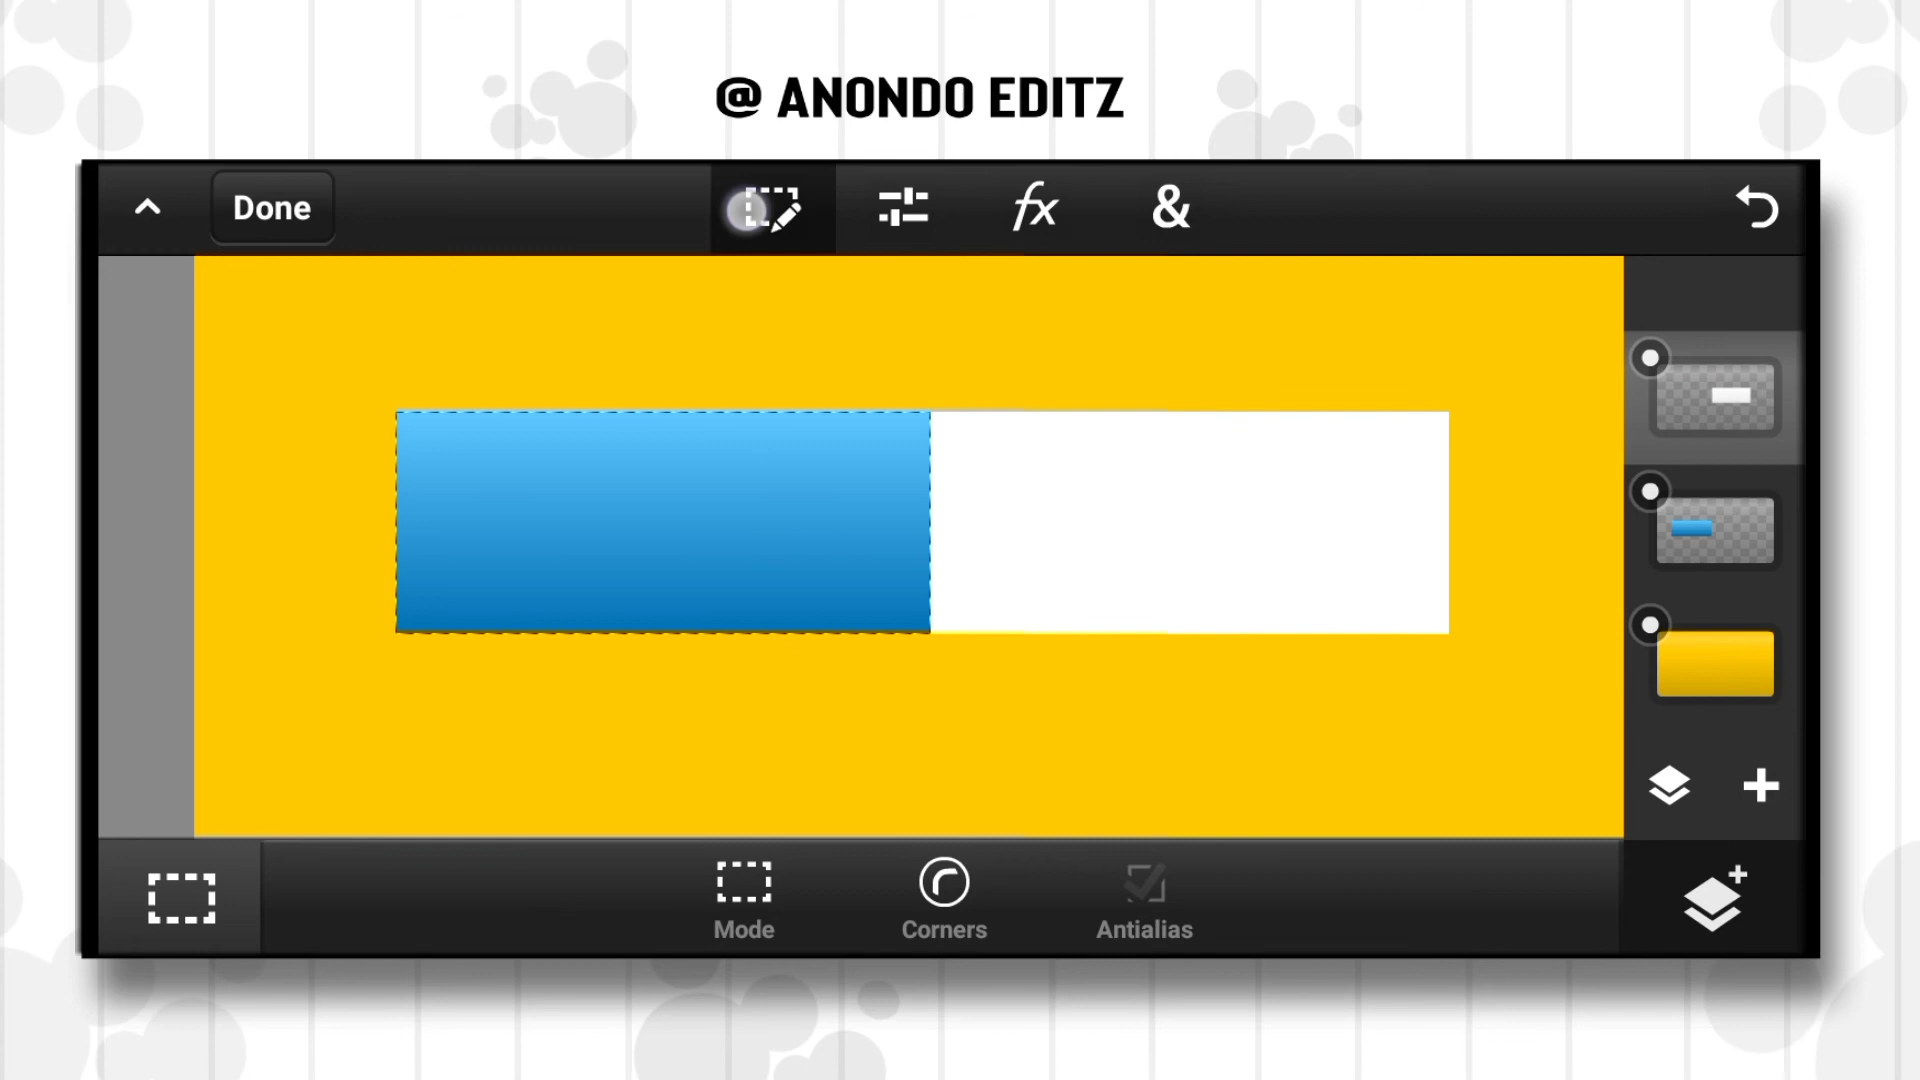 @ ANONDO EDITZ
Done
fx
&
Mode
Corners
Antialias